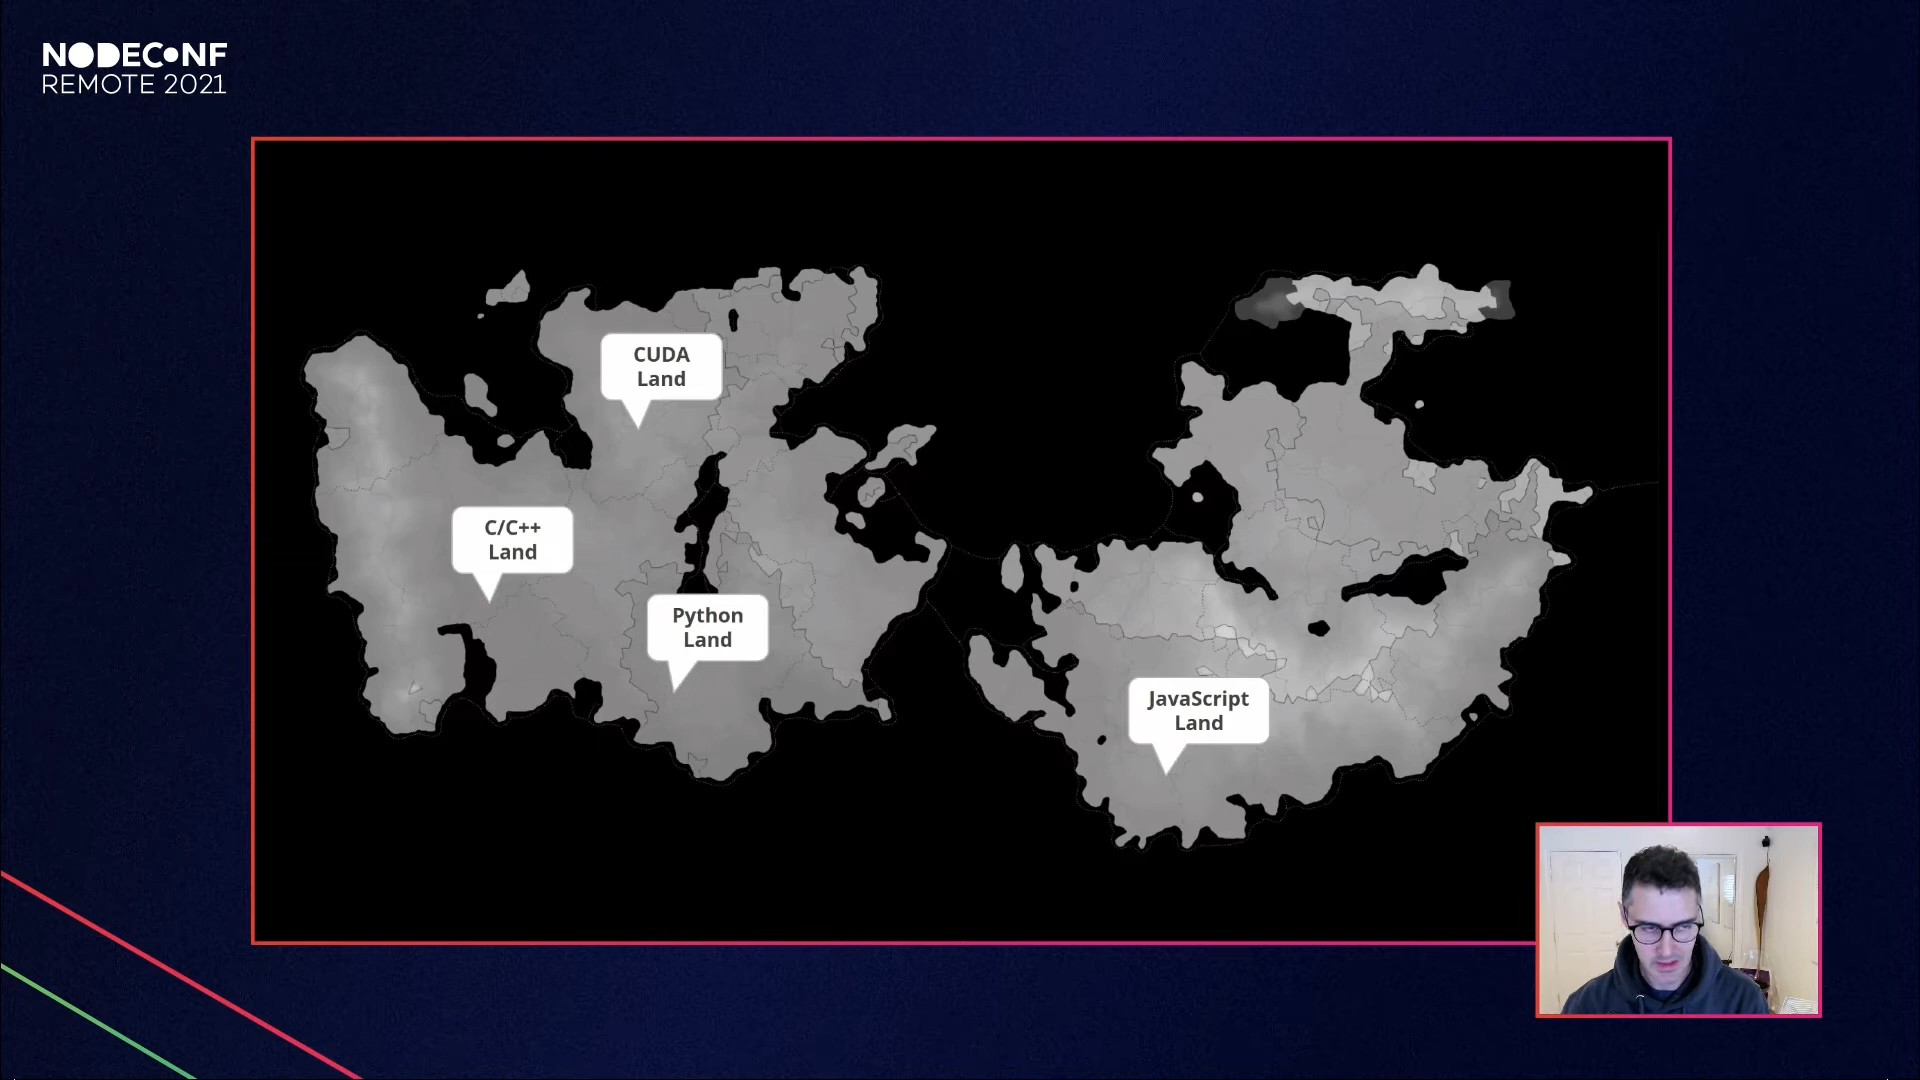 NODECONF
REMOTE 2021
CUDA
Land
C/C++
Land
Python
Land
JavaScript
Land